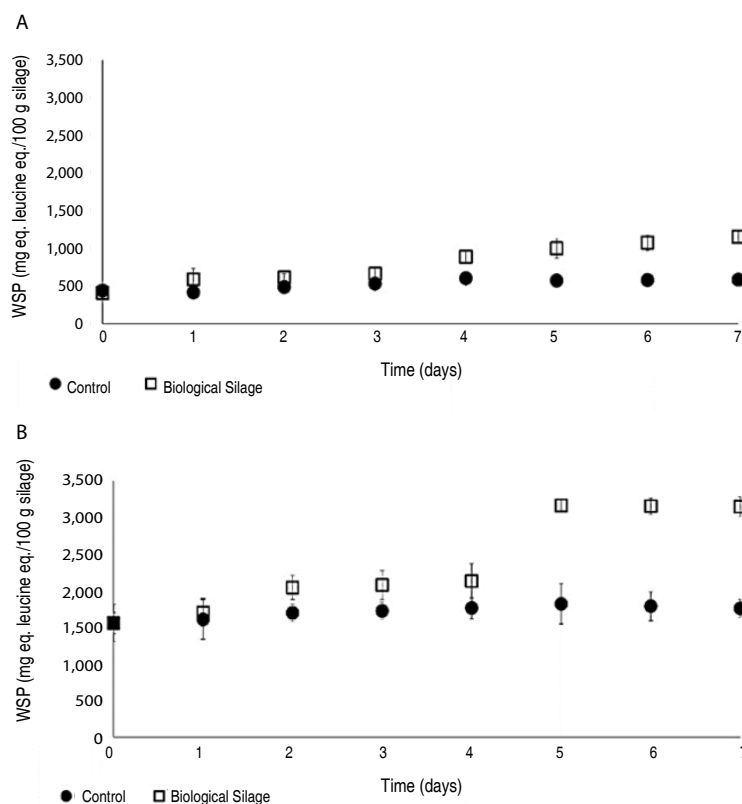 A
WSP (mg eq. leucine eq./100 g silage)
3,500
3,000
2,500
2,000
1,500
1,000
500
0
0 1 2 3 4 5 6 7
Time (days)
Control Biological Silage
B
WSP (mg eq. leucine eq./100 g silage)
3,500
3,000
2,500
2,000
1,500
1,000
500
0
0 1 2 3 4 5 6 7
Time (days)
Control Biological Silage